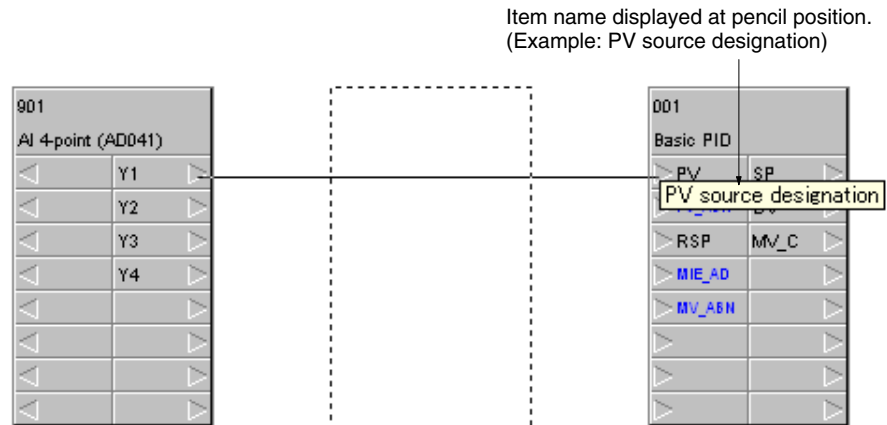 Item name displayed at pencil position.
(Example: PV source designation)
901
AI 4-point (AD041)
Y1
Y2
Y3
Y4
001
Basic PID
PV SP
PV source designation
RSP MV_C
MIE_AD
MV_ABN